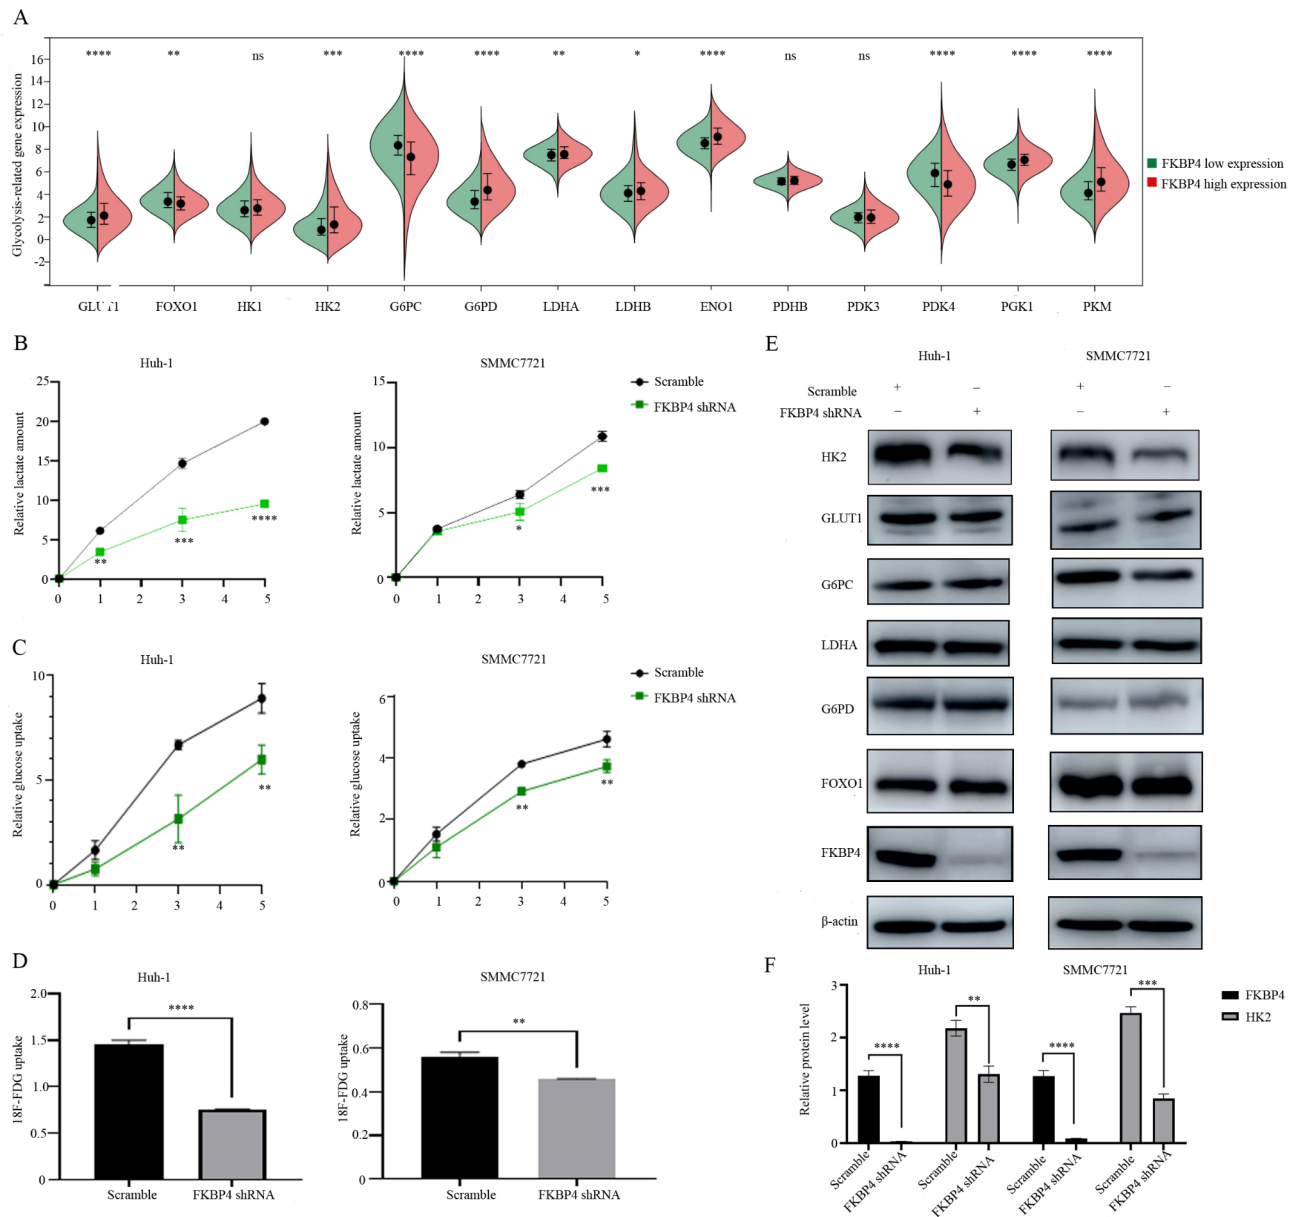 A
**** ** ns *** **** **** ** * **** ns ns **** **** ****
Glycolysis-related gene expression
16
14
12
10
8
6
4
2
0
-2
FOXO1 HK1 HK2 G6PC G6PD LDHA LDHB ENO1 PDHB PDK3 PDK4 PGK1 PKM
FKBP4 low expression
FKBP4 high expression
B
Huh-1
Relative lactate amount
25
20
15
10
5
0
** *** ****
0 1 2 3 4 5
SMMC7721
Relative lactate amount
15
10
5
0
* ***
0 1 2 3 4 5
Scramble
FKBP4 shRNA
C
Huh-1
Relative glucose uptake
10
5
0
** **
0 1 2 3 4 5
SMMC7721
Relative glucose uptake
6
4
2
0
** **
0 1 2 3 4 5
Scramble
FKBP4 shRNA
D
Huh-1
18F-FDG uptake
2.0
1.5
1.0
0.5
0
****
Scramble FKBP4 shRNA
SMMC7721
18F-FDG uptake
0.8
0.6
0.4
0.2
0
**
Scramble FKBP4 shRNA
E
Huh-1 SMMC7721
Scramble + − + −
FKBP4 shRNA − + − +
HK2
GLUT1
G6PC
LDHA
G6PD
FOXO1
FKBP4
β-actin
F
Huh-1 SMMC7721
Relative protein level
3
2
1
0
**** ** **** ***
Scramble FKBP4 shRNA Scramble FKBP4 shRNA Scramble FKBP4 shRNA Scramble FKBP4 shRNA
FKBP4
HK2